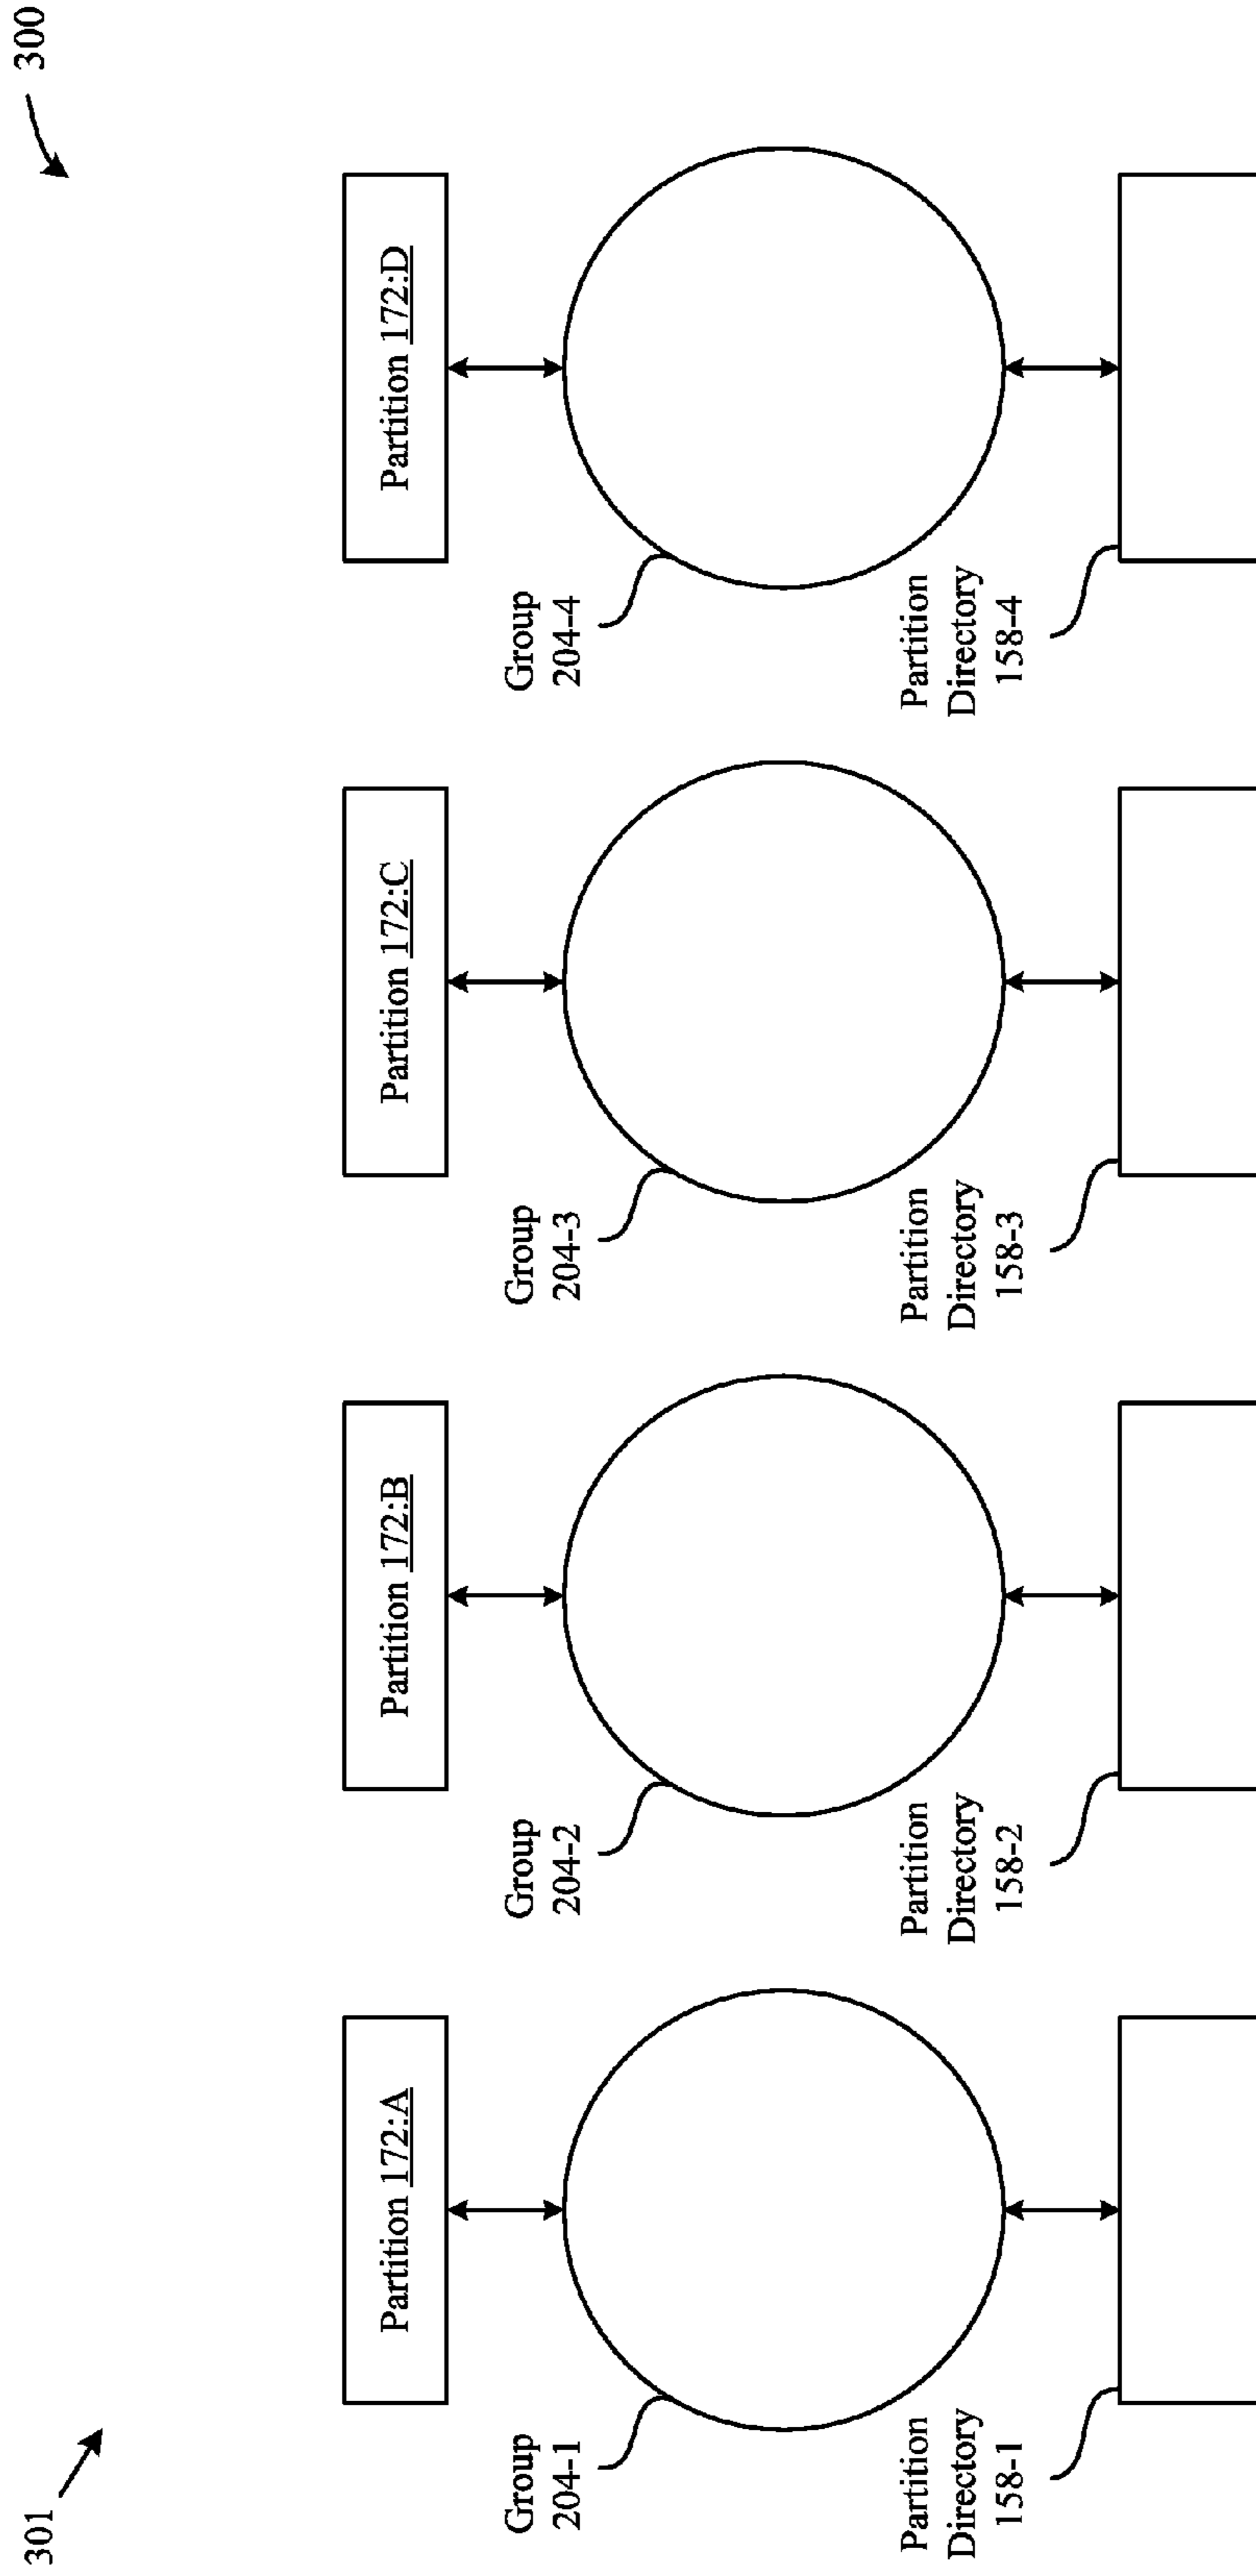 301
300
Partition 172:A
Partition 172:B
Partition 172:C
Partition 172:D
Group
204-1
Group
204-2
Group
204-3
Group
204-4
Partition
Directory
158-1
Partition
Directory
158-2
Partition
Directory
158-3
Partition
Directory
158-4